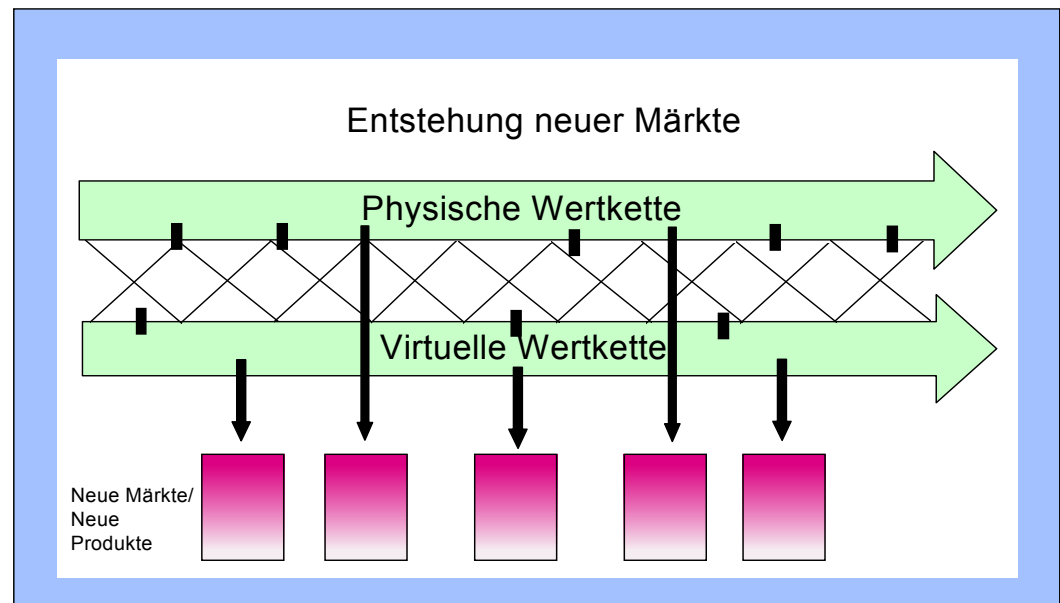 Entstehung neuer Märkte
Physische Wertkette
Virtuelle Wertkette
Neue Märkte/
Neue
Produkte